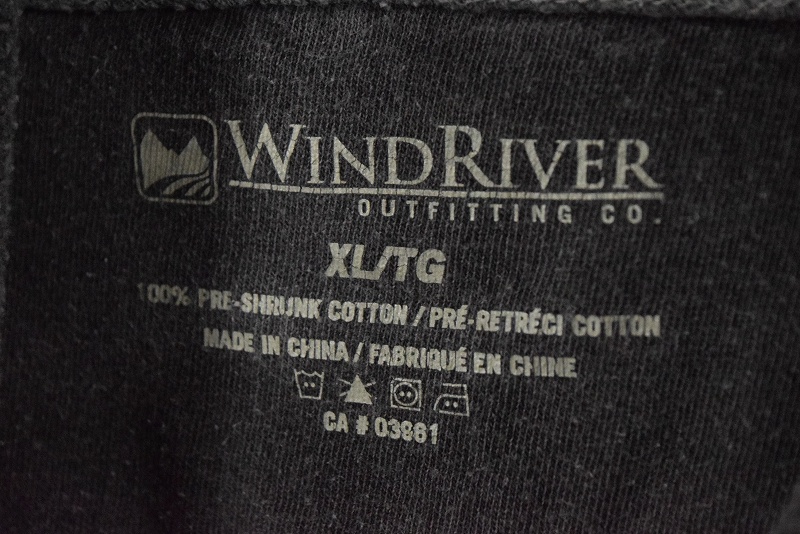 WINDRIVER
OUTFITTING CO.
XL/TG
100% PRE-SHRUNK COTTON / PRÉ-RETRÉCI COTTON
MADE IN CHINA / FABRIQUÉ EN CHINE
CA # 03861